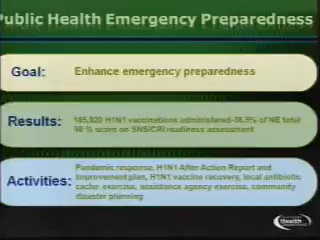 Public Health Emergency Preparedness
Goal: Enhance emergency preparedness
Results: 185,920 H1N1 vaccinations administered-36.9% of NE total
98 % score on SNS/CRI readiness assessment
Activities: Pandemic response, H1N1 After Action Report and
Improvement plan, H1N1 vaccine recovery, local antibiotic
cache exercise, assistance agency exercise, community
disaster planning
Health